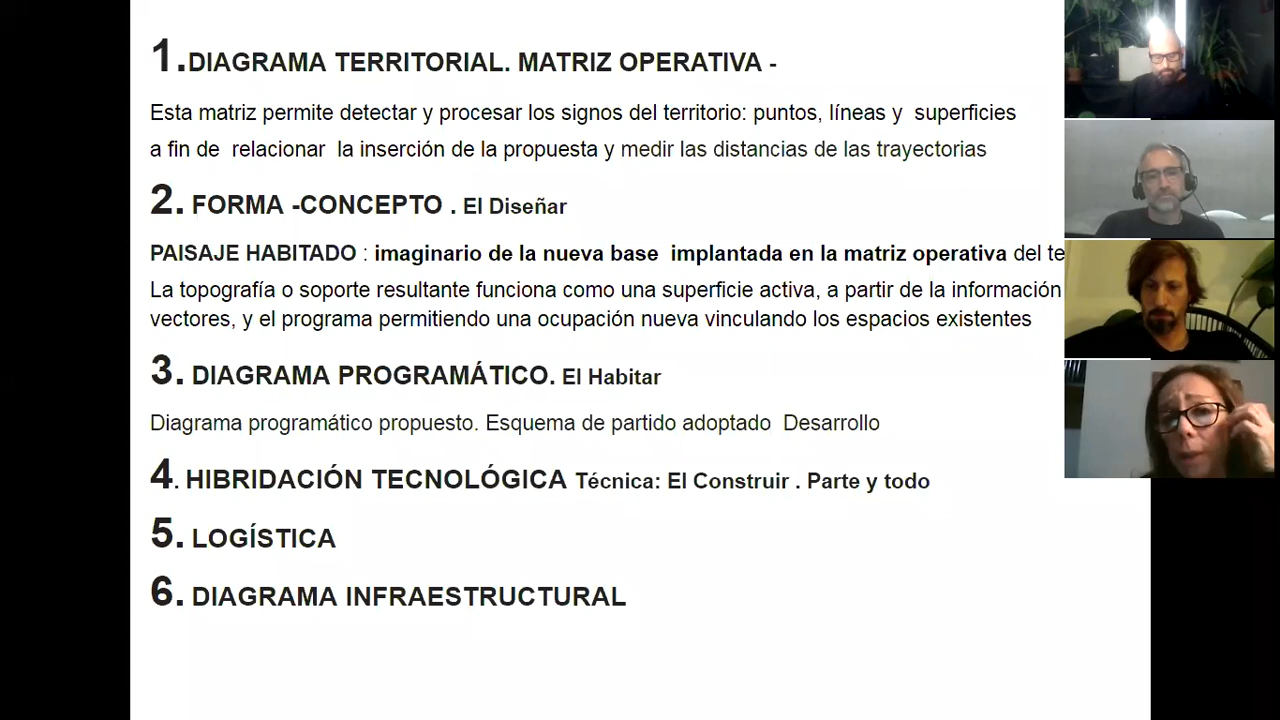 1.DIAGRAMA TERRITORIAL. MATRIZ OPERATIVA -
Esta matriz permite detectar y procesar los signos del territorio: puntos, líneas y superficies
a fin de relacionar la inserción de la propuesta y medir las distancias de las trayectorias
2. FORMA -CONCEPTO . El Diseñar
PAISAJE HABITADO : imaginario de la nueva base implantada en la matriz operativa del te
La topografía o soporte resultante funciona como una superficie activa, a partir de la información
vectores, y el programa permitiendo una ocupación nueva vinculando los espacios existentes
3. DIAGRAMA PROGRAMÁTICO. El Habitar
Diagrama programático propuesto. Esquema de partido adoptado Desarrollo
4. HIBRIDACIÓN TECNOLÓGICA Técnica: El Construir . Parte y todo
5. LOGÍSTICA
6. DIAGRAMA INFRAESTRUCTURAL